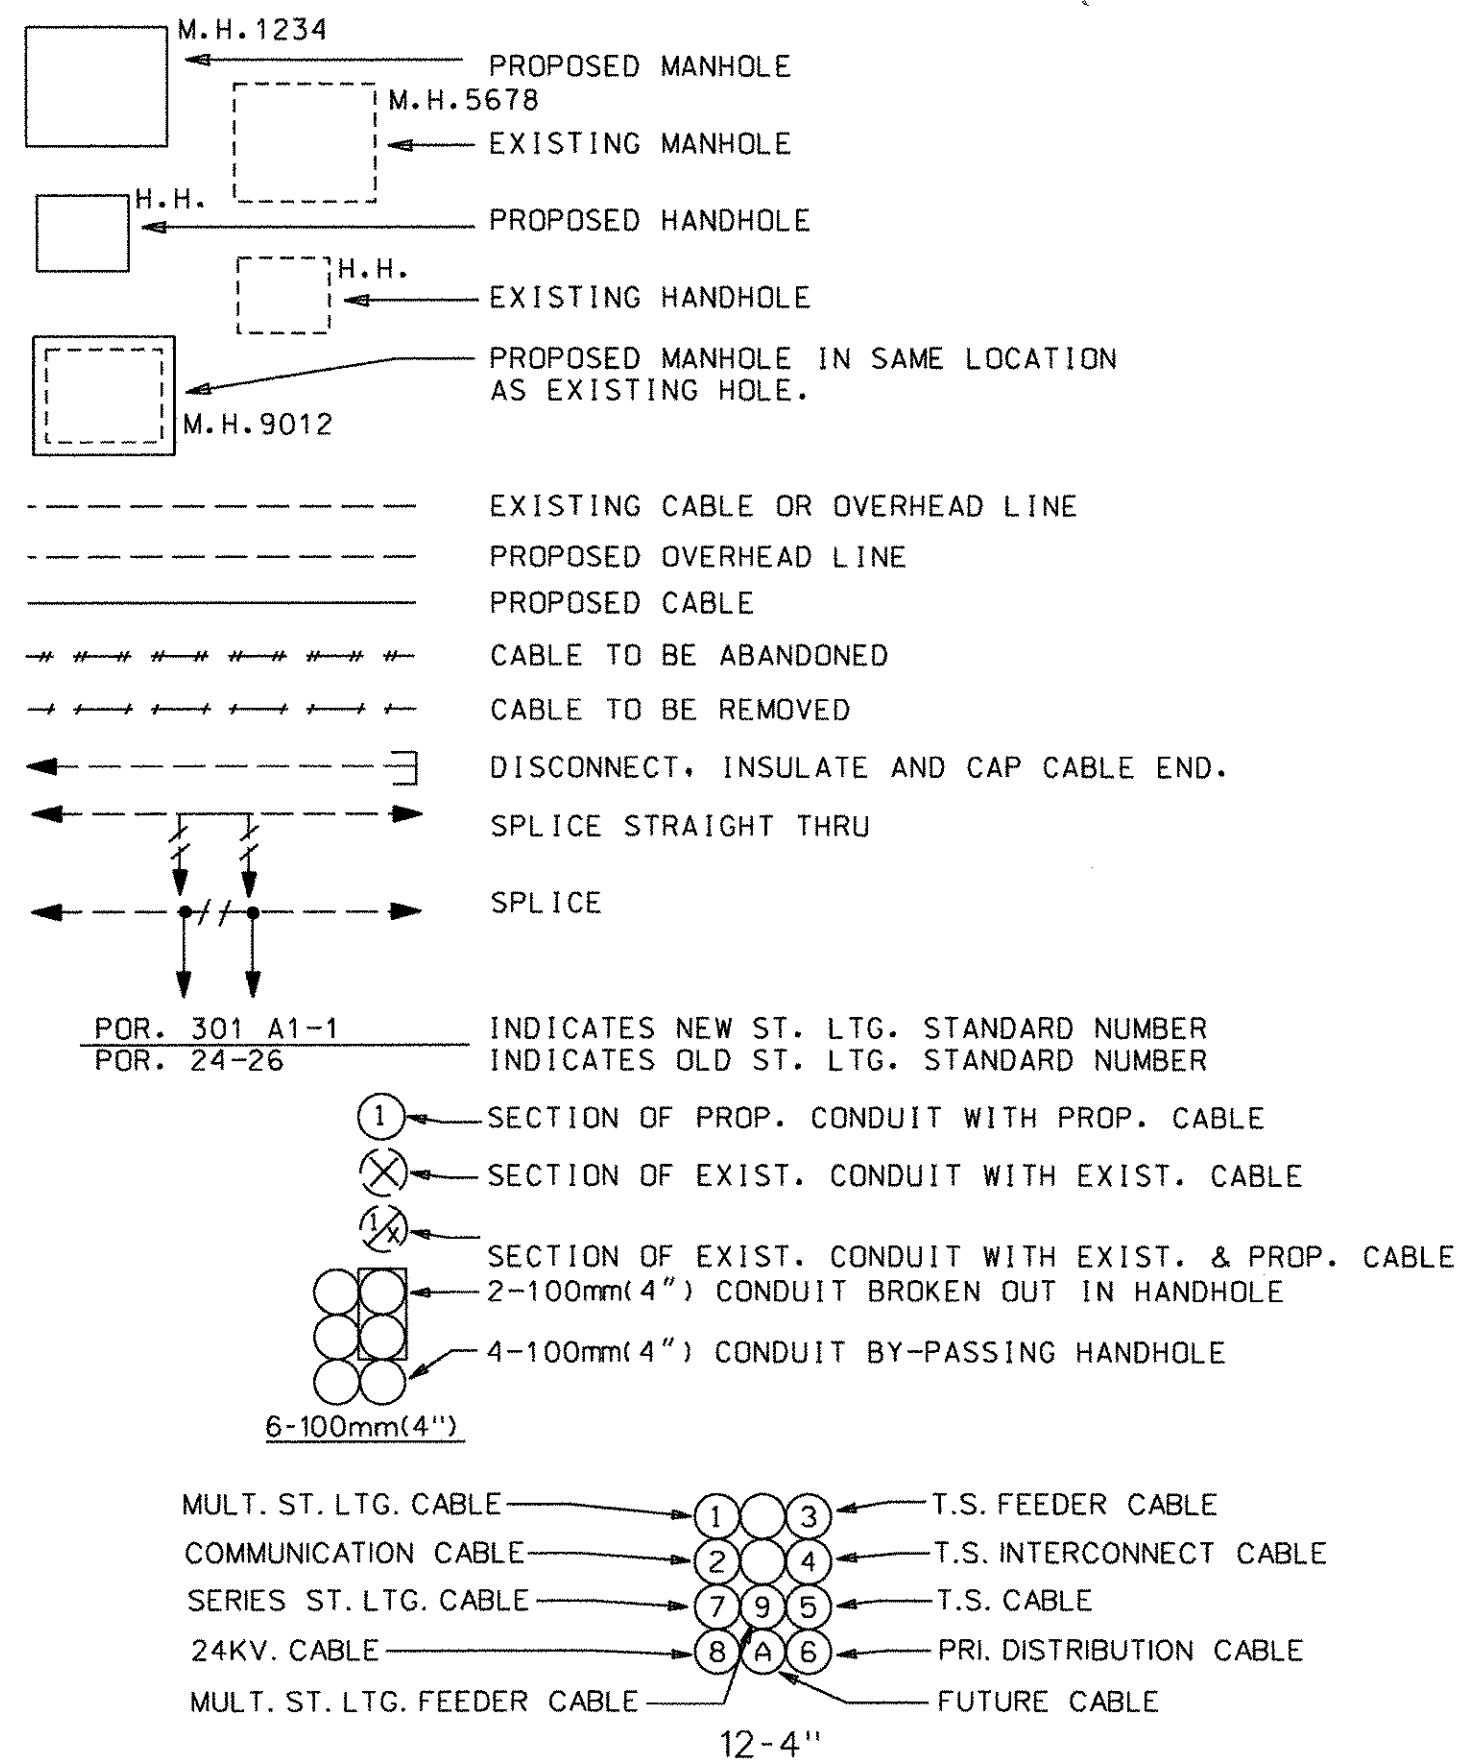 M.H.1234
PROPOSED MANHOLE
M.H.5678
EXISTING MANHOLE
H.H.
PROPOSED HANDHOLE
H.H.
EXISTING HANDHOLE
PROPOSED MANHOLE IN SAME LOCATION
AS EXISTING HOLE.
M.H.9012
EXISTING CABLE OR OVERHEAD LINE
PROPOSED OVERHEAD LINE
PROPOSED CABLE
CABLE TO BE ABANDONED
CABLE TO BE REMOVED
DISCONNECT, INSULATE AND CAP CABLE END.
SPLICE STRAIGHT THRU
SPLICE
POR. 301 A1-1 INDICATES NEW ST. LTG. STANDARD NUMBER
POR. 24-26 INDICATES OLD ST. LTG. STANDARD NUMBER
1 SECTION OF PROP. CONDUIT WITH PROP. CABLE
X SECTION OF EXIST. CONDUIT WITH EXIST. CABLE
1/X SECTION OF EXIST. CONDUIT WITH EXIST. & PROP. CABLE
2-100mm(4") CONDUIT BROKEN OUT IN HANDHOLE
4-100mm(4") CONDUIT BY-PASSING HANDHOLE
6-100mm(4")
MULT. ST. LTG. CABLE 1 3 T.S. FEEDER CABLE
COMMUNICATION CABLE 2 4 T.S. INTERCONNECT CABLE
SERIES ST. LTG. CABLE 7 9 5 T.S. CABLE
24KV. CABLE 8 A 6 PRI. DISTRIBUTION CABLE
MULT. ST. LTG. FEEDER CABLE FUTURE CABLE
12-4"